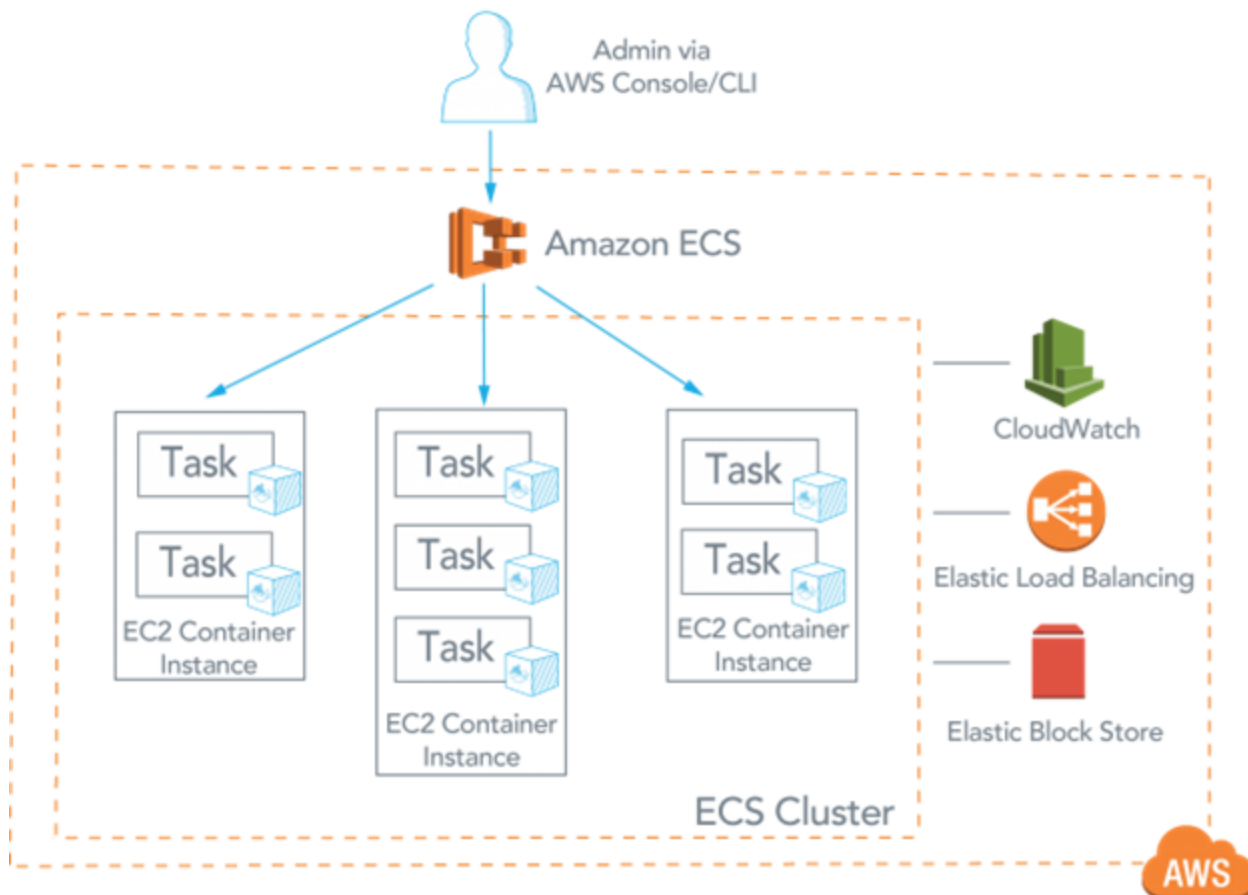 Admin via
AWS Console/CLI
Amazon ECS
Task
Task
EC2 Container
Instance
Task
Task
Task
EC2 Container
Instance
Task
Task
EC2 Container
Instance
ECS Cluster
CloudWatch
Elastic Load Balancing
Elastic Block Store
AWS